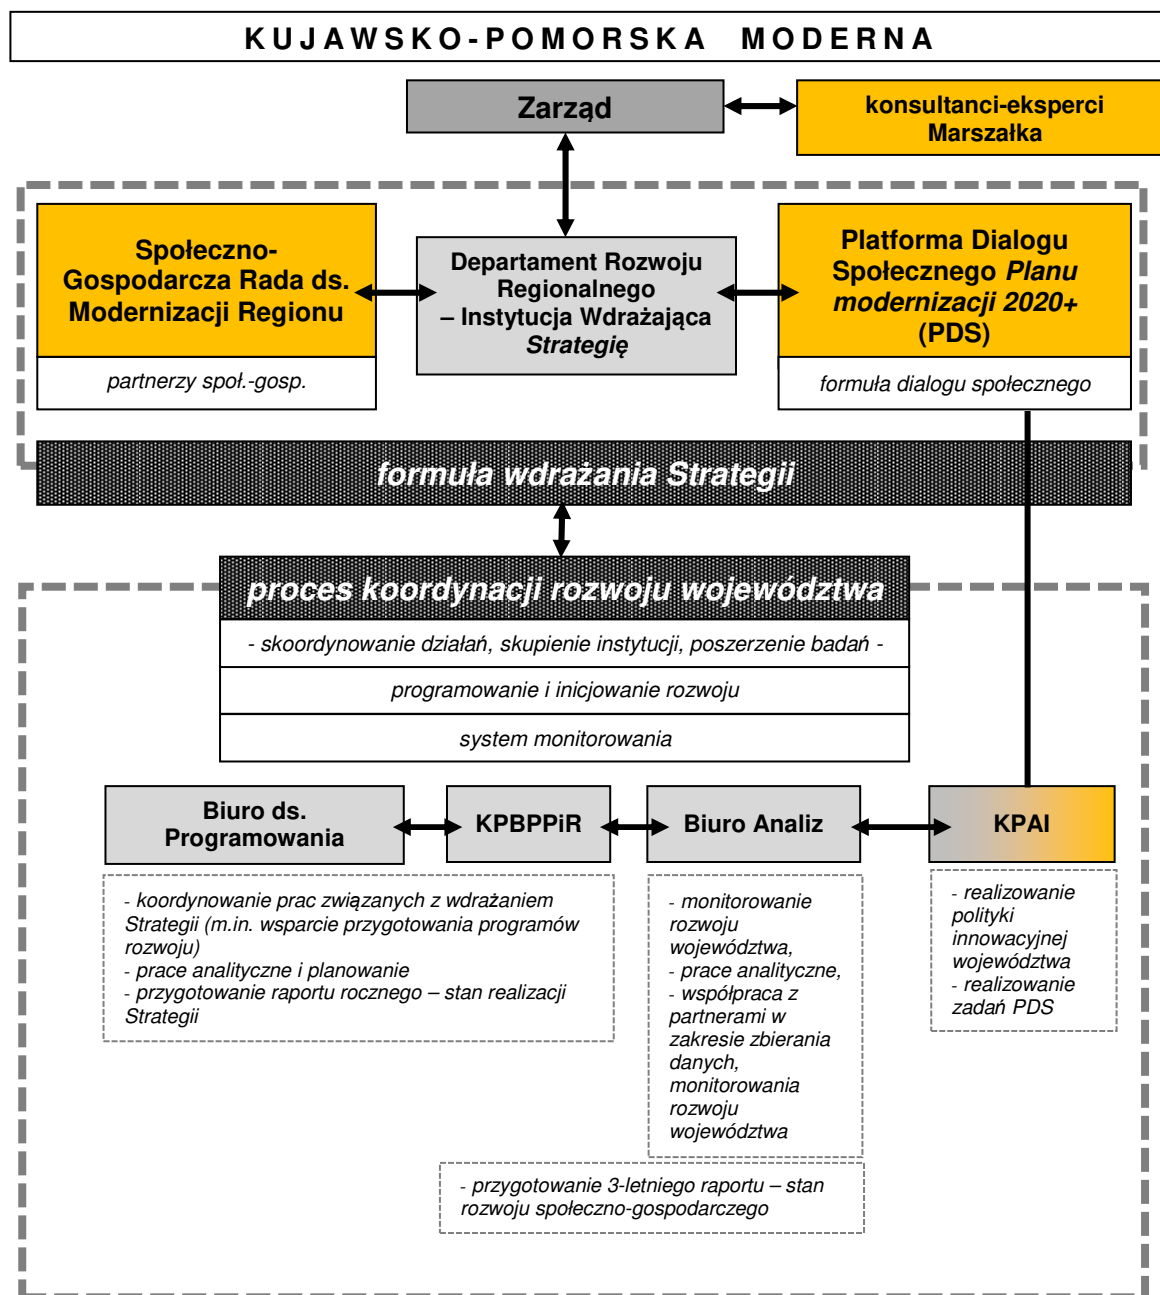 KUJAWSKO-POMORSKA MODERNA
Zarząd
konsultanci-eksperci
Marszałka
Społeczno-
Gospodarcza Rada ds.
Modernizacji Regionu
partnerzy społ.-gosp.
Departament Rozwoju
Regionalnego
– Instytucja Wdrażająca
Strategię
Platforma Dialogu
Społecznego Planu
modernizacji 2020+
(PDS)
formuła dialogu społecznego
formuła wdrażania Strategii
proces koordynacji rozwoju województwa
- skoordynowanie działań, skupienie instytucji, poszerzenie badań -
programowanie i inicjowanie rozwoju
system monitorowania
Biuro ds.
Programowania
KPBPPiR
Biuro Analiz
KPAI
- koordynowanie prac związanych z wdrażaniem
Strategii (m.in. wsparcie przygotowania programów
rozwoju)
- prace analityczne i planowanie
- przygotowanie raportu rocznego – stan realizacji
Strategii
- monitorowanie
rozwoju
województwa,
- prace analityczne,
- współpraca z
partnerami w
zakresie zbierania
danych,
monitorowania
rozwoju
województwa
- realizowanie
polityki
innowacyjnej
województwa
- realizowanie
zadań PDS
- przygotowanie 3-letniego raportu – stan
rozwoju społeczno-gospodarczego